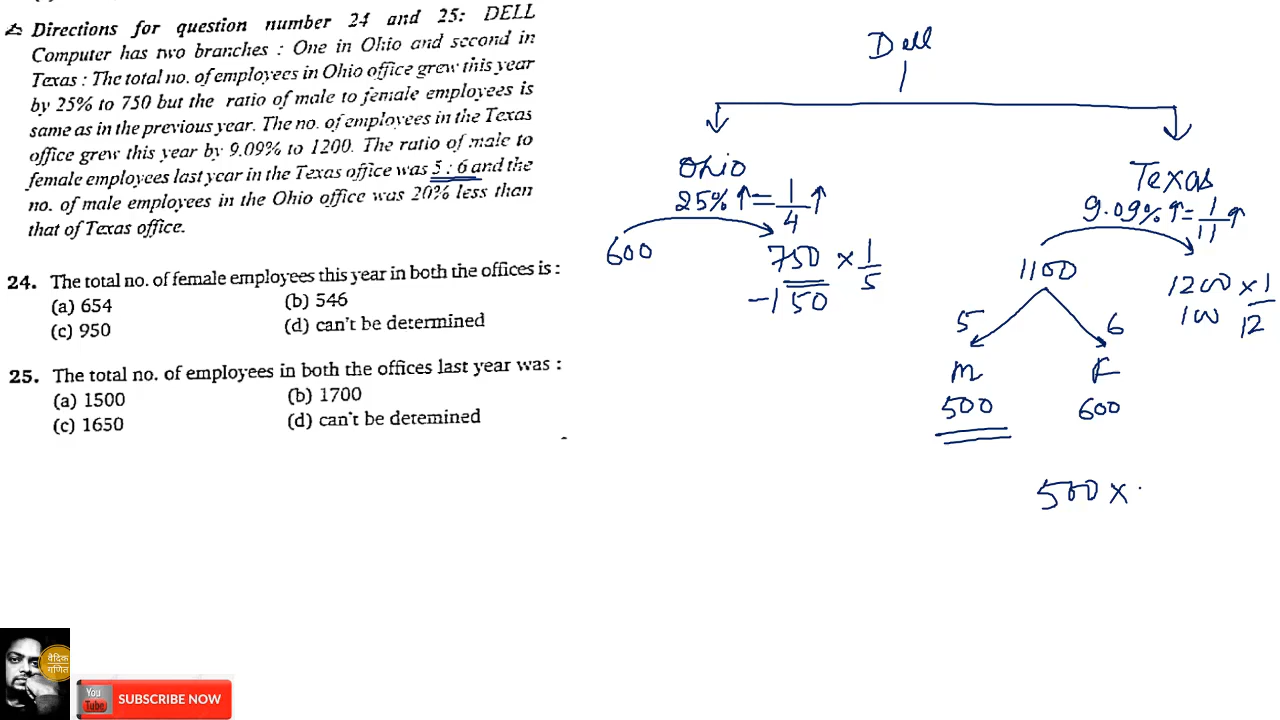 Directions for question number 24 and 25: DELL
Computer has two branches : One in Ohio and second in
Texas : The total no. of employees in Ohio office grew this year
by 25% to 750 but the ratio of male to female employees is
same as in the previous year. The no. of employees in the Texas
office grew this year by 9.09% to 1200. The ratio of male to
female employees last year in the Texas office was 5 : 6 and the
no. of male employees in the Ohio office was 20% less than
that of Texas office.
24. The total no. of female employees this year in both the offices is :
(a) 654 (b) 546
(c) 950 (d) can't be determined
25. The total no. of employees in both the offices last year was :
(a) 1500 (b) 1700
(c) 1650 (d) can't be detemined
Dell
Ohio
25% ↑ = 1/4 ↑
600
750 × 1/5
-150
Texas
9.09% ↑ = 1/11 ↑
1100
1200 × 1/12
100
5 6
M F
500 600
500 ×
वैदिक
गणित
You
Tube
SUBSCRIBE NOW